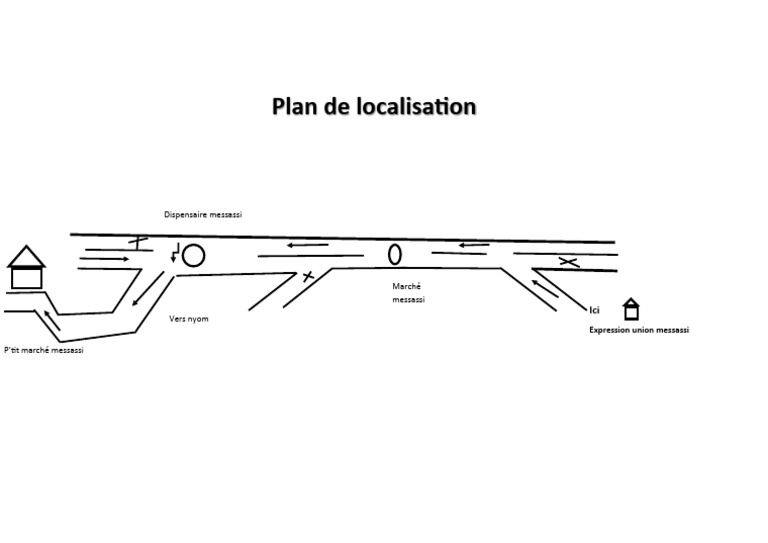 Plan de localisation
Dispensaire messassi
Marché
messassi
Ici
Vers nyom
Expression union messassi
P'tit marché messassi